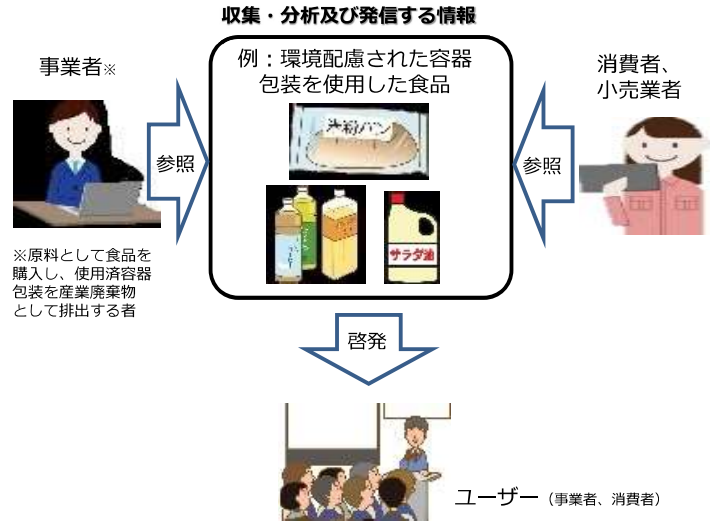 収集・分析及び発信する情報
事業者※
例：環境配慮された容器
包装を使用した食品
消費者、
小売業者
米粉パン
参照
参照
サラダ油
※原料として食品を
購入し、使用済容器
包装を産業廃棄物
として排出する者
啓発
ユーザー（事業者、消費者）